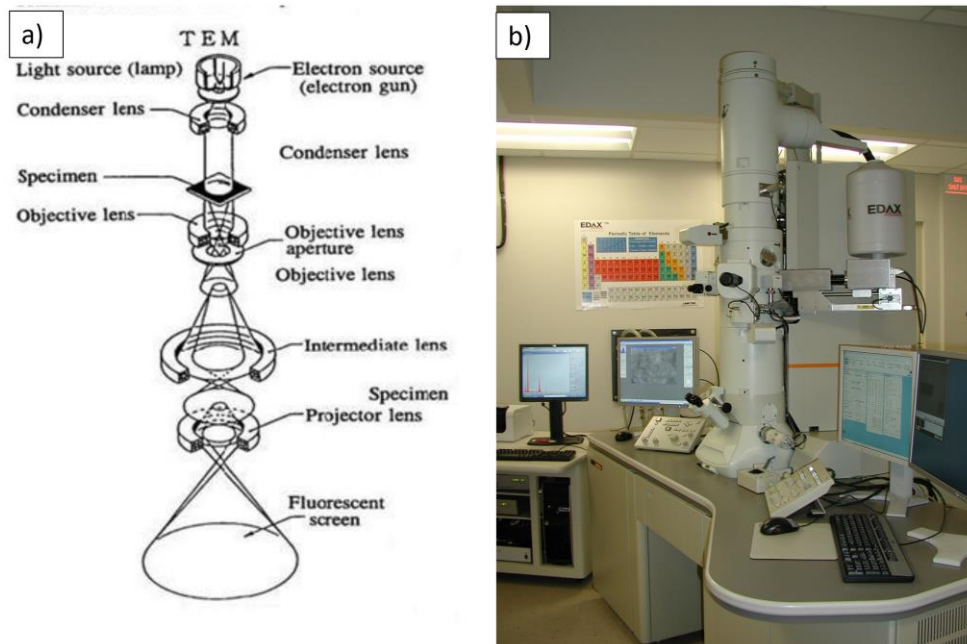 a)
TEM
Light source (lamp)
Electron source
(electron gun)
Condenser lens
Condenser lens
Specimen
Objective lens
Objective lens
aperture
Objective lens
Intermediate lens
Specimen
Projector lens
Fluorescent
screen
b)
EDAX
EDAX
Periodic Table of Elements